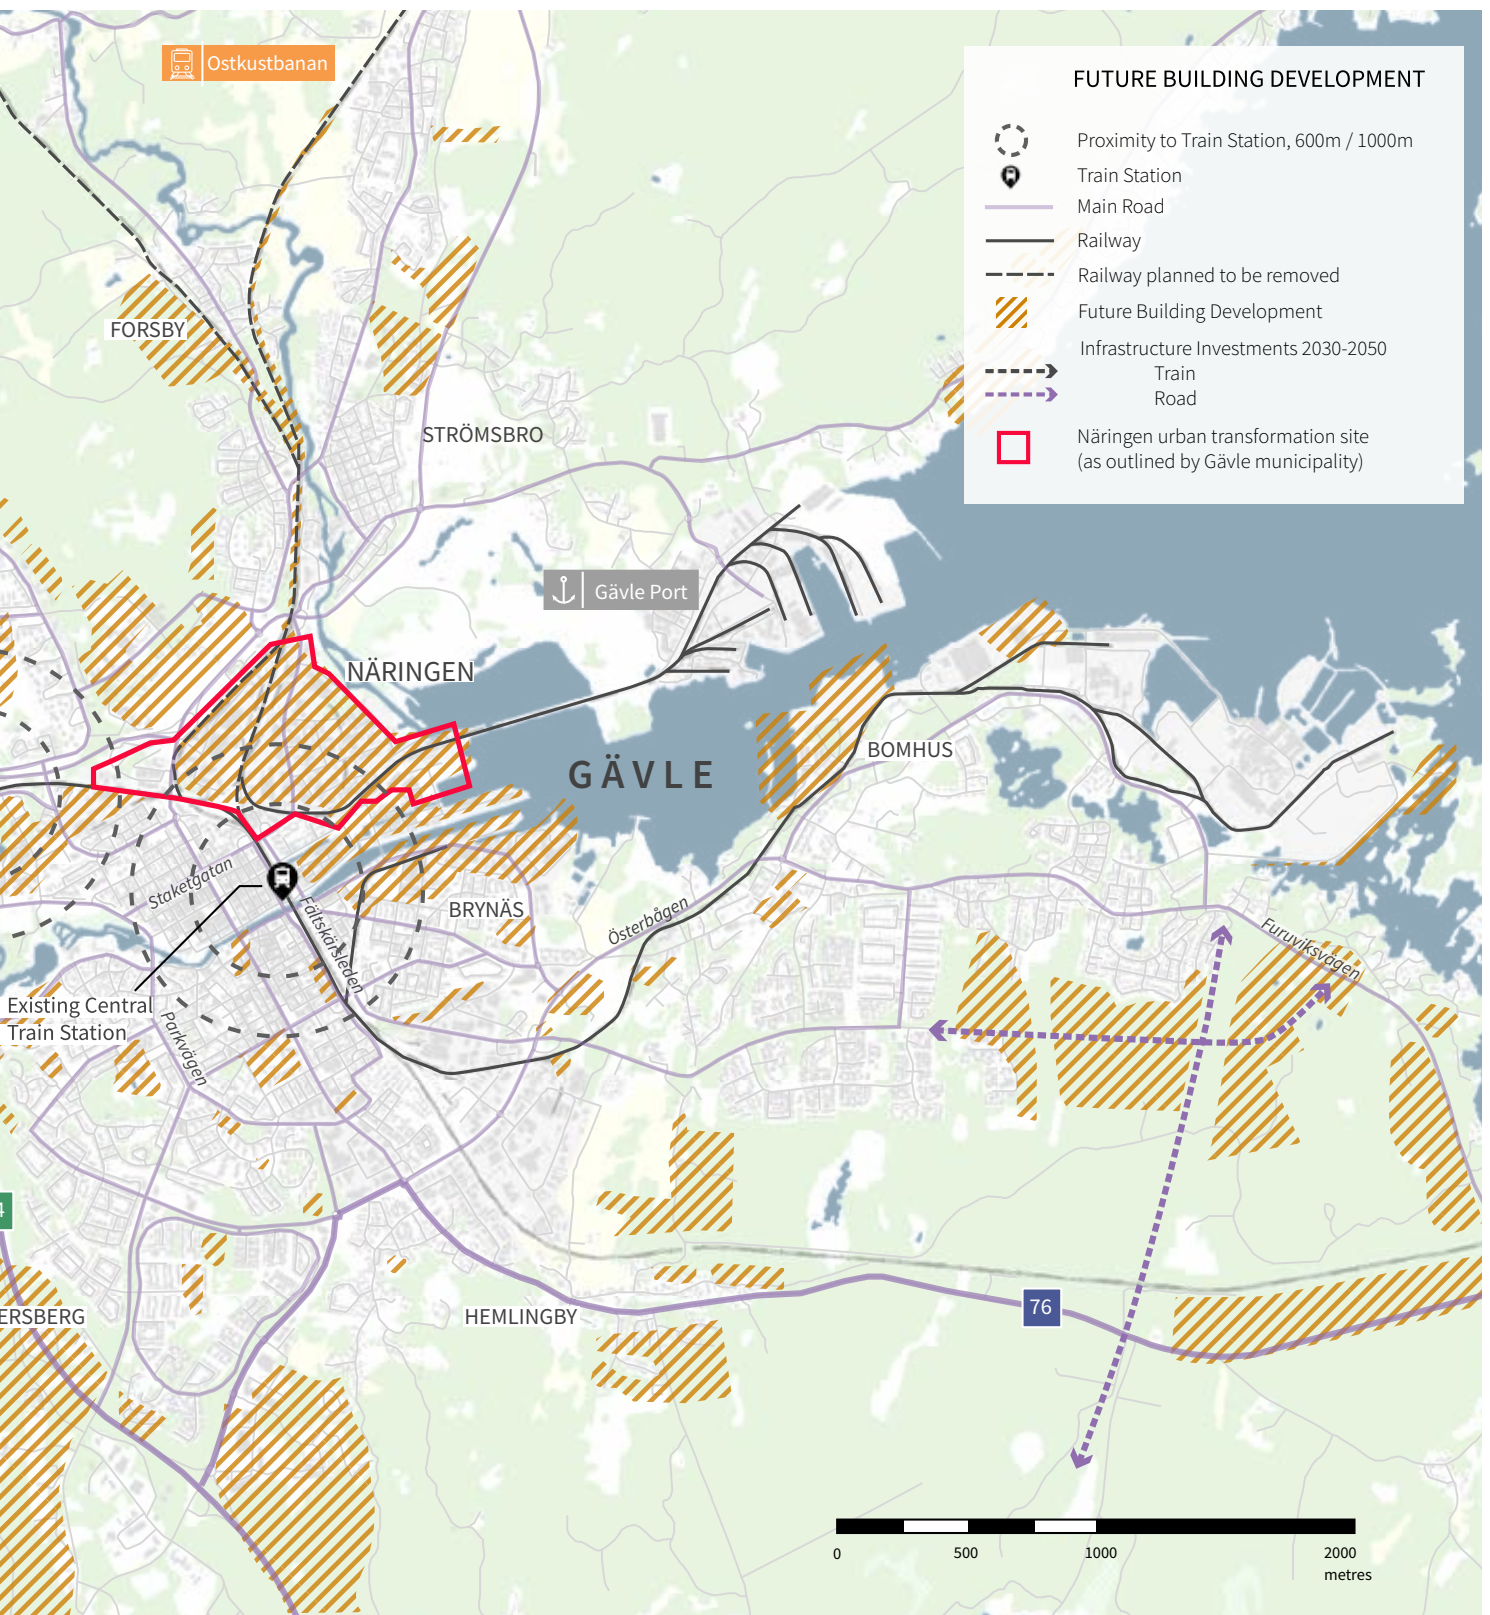 Ostkustbanan
FUTURE BUILDING DEVELOPMENT
Proximity to Train Station, 600m / 1000m
Train Station
Main Road
Railway
Railway planned to be removed
Future Building Development
Infrastructure Investments 2030-2050
Train
Road
Näringen urban transformation site
(as outlined by Gävle municipality)
FORSBY
STRÖMSBRO
Gävle Port
NÄRINGEN
GÄVLE
BOMHUS
Staketgatan
BRYNÄS
Fältskärsleden
Österbågen
Furuviksvägen
Existing Central
Train Station
Parkvägen
4
ERSBERG
HEMLINGBY
76
0 500 1000 2000
metres